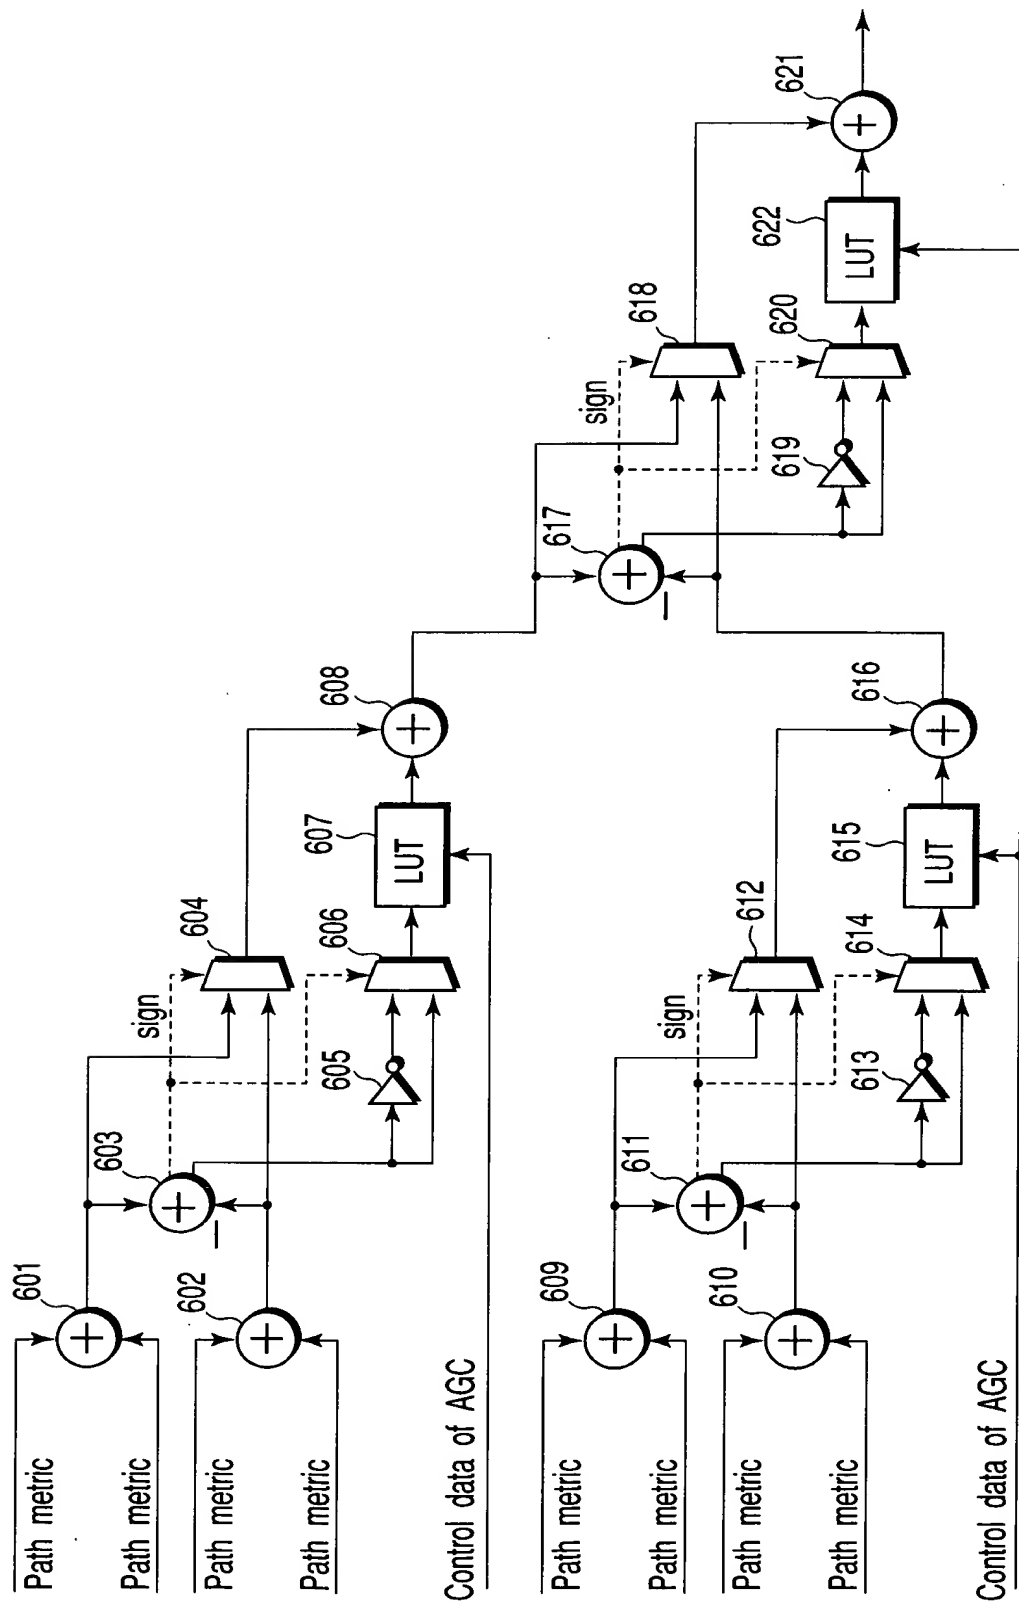 Path metric
Path metric
Path metric
Path metric
Control data of AGC
601
602
603
sign
604
605
606
607
LUT
608
Path metric
Path metric
Path metric
Path metric
Control data of AGC
609
610
611
sign
612
613
614
615
LUT
616
617
sign
618
619
620
622
LUT
621